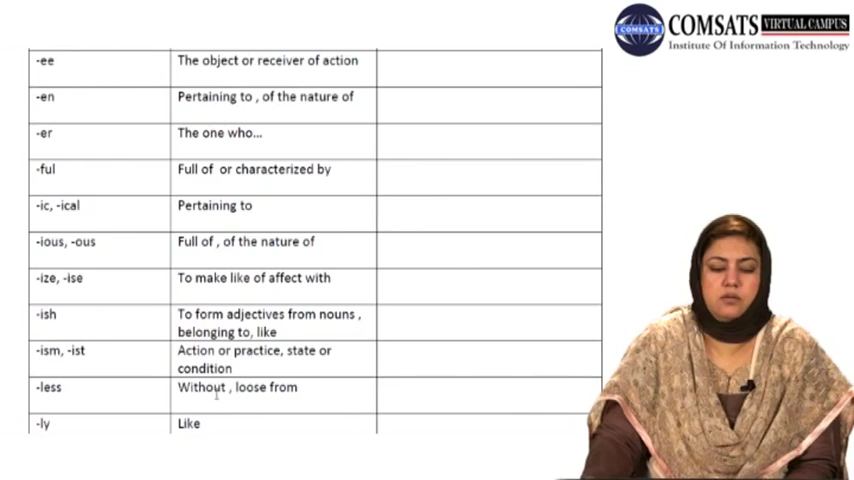 COMSATS VIRTUAL CAMPUS
COMSATS
Institute Of Information Technology
-ee The object or receiver of action
-en Pertaining to , of the nature of
-er The one who...
-ful Full of or characterized by
-ic, -ical Pertaining to
-ious, -ous Full of , of the nature of
-ize, -ise To make like of affect with
-ish To form adjectives from nouns ,
belonging to, like
-ism, -ist Action or practice, state or
condition
-less Without , loose from
-ly Like